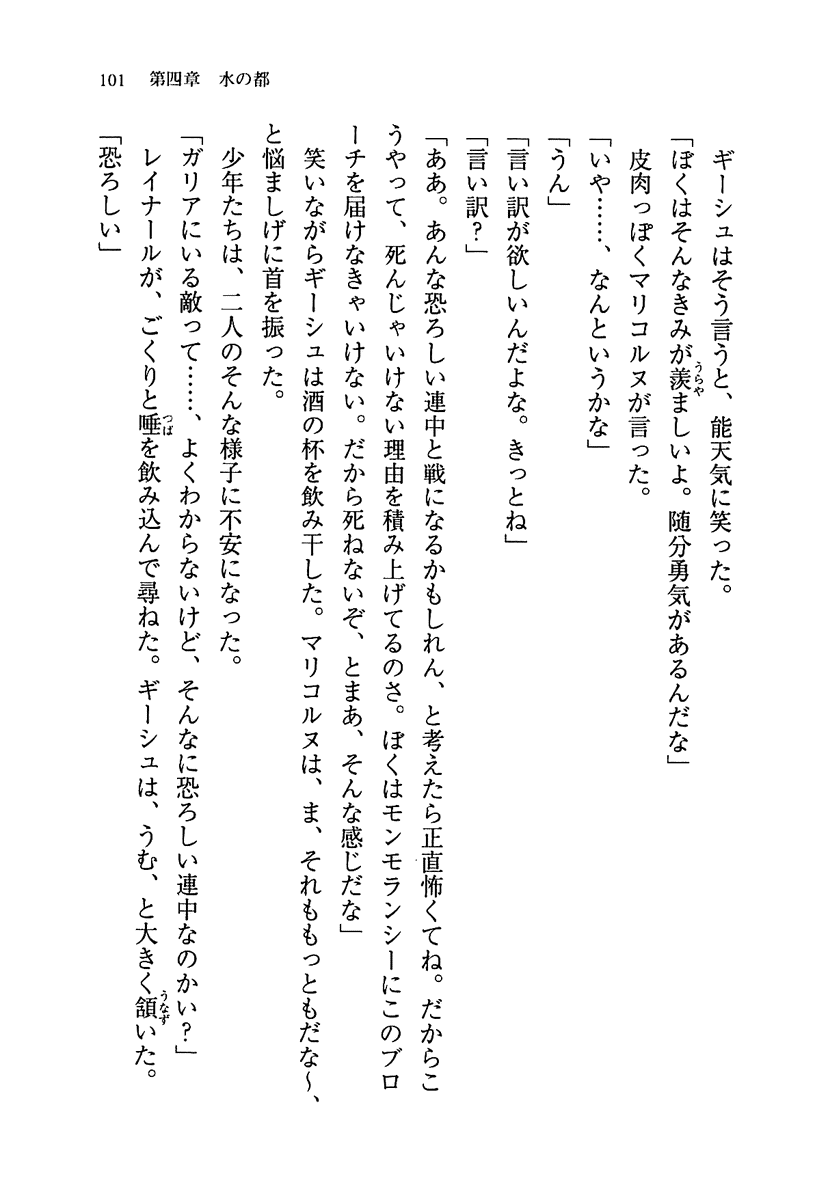 101 第四章 水の都
ギーシュはそう言うと、能天気に笑った。
「ぼくはそんなきみが羨ましいよ。随分勇気があるんだな」
皮肉っぽくマリコルヌが言った。
「いや……、なんというかな」
「うん」
「言い訳が欲しいんだよな。きっとね」
「言い訳？」
「ああ。あんな恐ろしい連中と戦になるかもしれん、と考えたら正直怖くてね。だからこ
うやって、死んじゃいけない理由を積み上げてるのさ。ぼくはモンモランシーにこのブロ
ーチを届けなきゃいけない。だから死ねないぞ、とまあ、そんな感じだな」
笑いながらギーシュは酒の杯を飲み干した。マリコルヌは、ま、それももっともだな～、
と悩ましげに首を振った。
少年たちは、二人のそんな様子に不安になった。
「ガリアにいる敵って……、よくわからないけど、そんなに恐ろしい連中なのかい？」
レイナールが、ごくりと唾を飲み込んで尋ねた。ギーシュは、うむ、と大きく頷いた。
「恐ろしい」